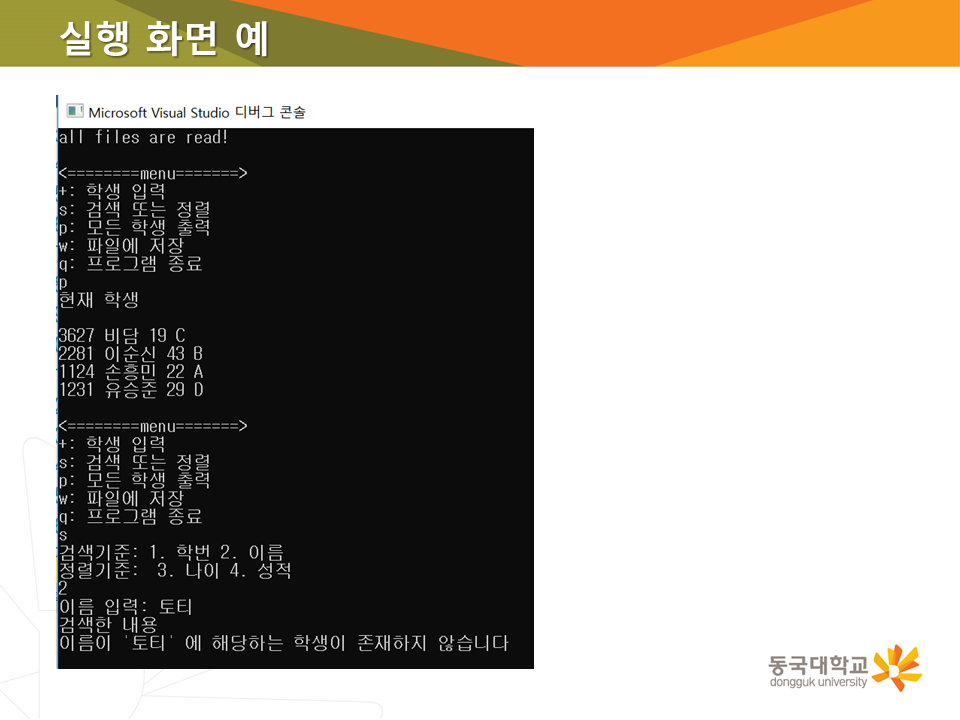 실행 화면 예
Microsoft Visual Studio 디버그 콘솔
all files are read!
<========menu=======>
+: 학생 입력
s: 검색 또는 정렬
p: 모든 학생 출력
w: 파일에 저장
q: 프로그램 종료
p
현재 학생
3627 비담 19 C
2281 이순신 43 B
1124 손흥민 22 A
1231 유승준 29 D
<========menu=======>
+: 학생 입력
s: 검색 또는 정렬
p: 모든 학생 출력
w: 파일에 저장
q: 프로그램 종료
s
검색기준: 1. 학번 2. 이름
정렬기준:  3. 나이 4. 성적
2
이름 입력: 토티
검색한 내용
이름이 '토티' 에 해당하는 학생이 존재하지 않습니다
동국대학교
dongguk university